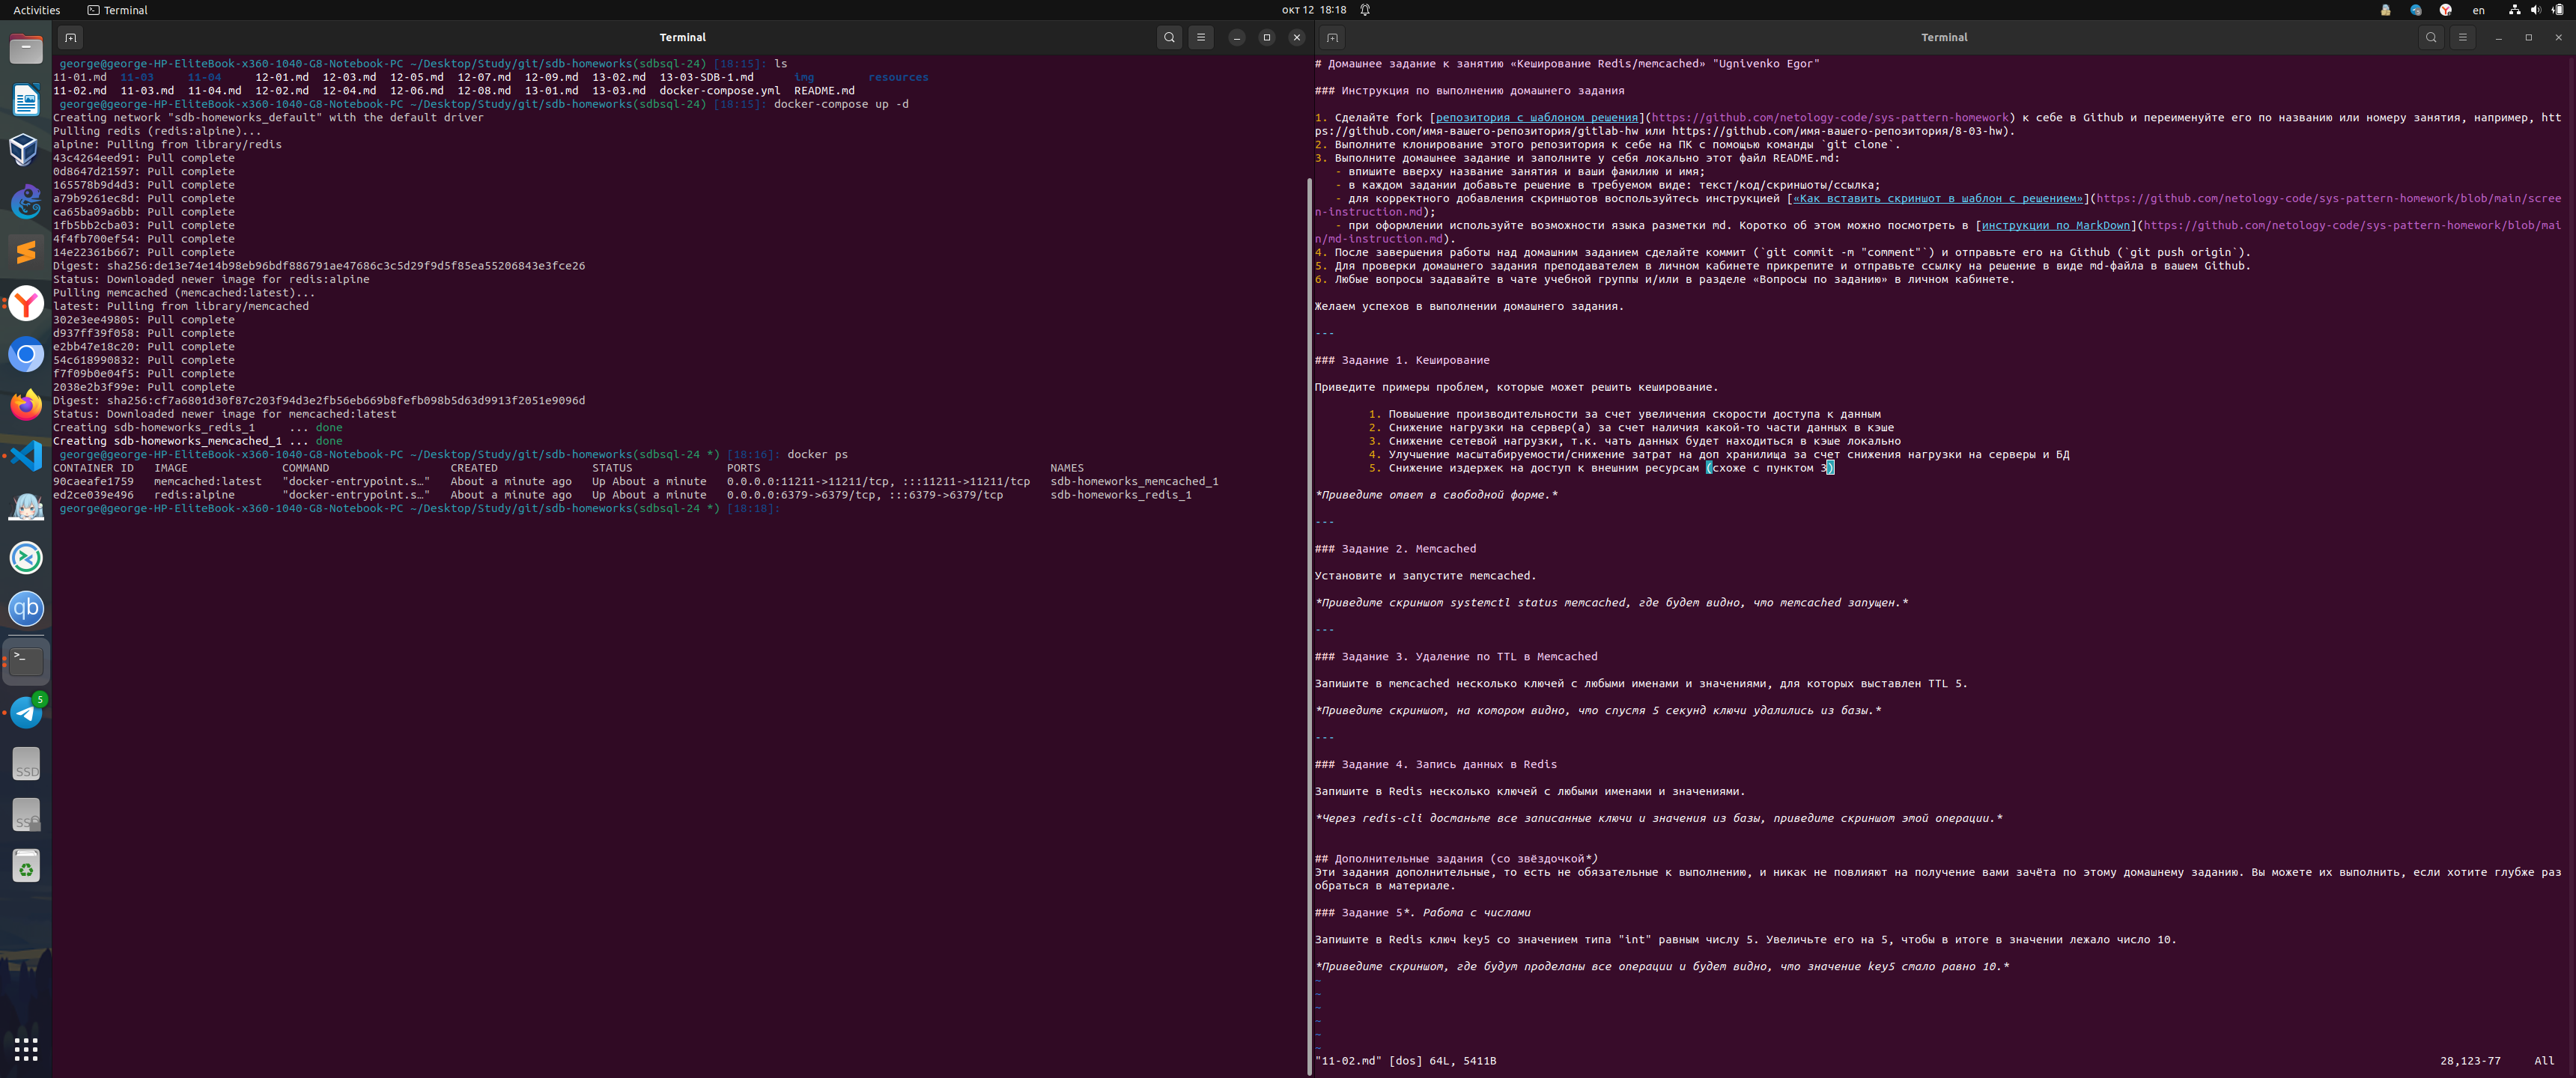 Activities
Terminal
окт 12 18:18
en
Terminal
george@george-HP-EliteBook-x360-1040-G8-Notebook-PC ~/Desktop/Study/git/sdb-homeworks(sdbsql-24) [18:15]: ls
11-01.md 11-03 11-04 12-01.md 12-03.md 12-05.md 12-07.md 12-09.md 13-02.md 13-03-SDB-1.md img resources
11-02.md 11-03.md 11-04.md 12-02.md 12-04.md 12-06.md 12-08.md 13-01.md 13-03.md docker-compose.yml README.md
george@george-HP-EliteBook-x360-1040-G8-Notebook-PC ~/Desktop/Study/git/sdb-homeworks(sdbsql-24) [18:15]: docker-compose up -d
Creating network "sdb-homeworks_default" with the default driver
Pulling redis (redis:alpine)...
alpine: Pulling from library/redis
43c4264eed91: Pull complete
0d8647d21597: Pull complete
165578b9d4d3: Pull complete
a79b9261ec8d: Pull complete
ca65ba09a6bb: Pull complete
1fb5bb2cba03: Pull complete
4f4fb700ef54: Pull complete
14e22361b667: Pull complete
Digest: sha256:de13e74e14b98eb96bdf886791ae47686c3c5d29f9d5f85ea55206843e3fce26
Status: Downloaded newer image for redis:alpine
Pulling memcached (memcached:latest)...
latest: Pulling from library/memcached
302e3ee49805: Pull complete
d937ff39f058: Pull complete
e2bb47e18c20: Pull complete
54c618990832: Pull complete
f7f09b0e04f5: Pull complete
2038e2b3f99e: Pull complete
Digest: sha256:cf7a6801d30f87c203f94d3e2fb56eb669b8fefb098b5d63d9913f2051e9096d
Status: Downloaded newer image for memcached:latest
Creating sdb-homeworks_redis_1 ... done
Creating sdb-homeworks_memcached_1 ... done
george@george-HP-EliteBook-x360-1040-G8-Notebook-PC ~/Desktop/Study/git/sdb-homeworks(sdbsql-24 *) [18:16]: docker ps
CONTAINER ID IMAGE COMMAND CREATED STATUS PORTS NAMES
90caeafe1759 memcached:latest "docker-entrypoint.s…" About a minute ago Up About a minute 0.0.0.0:11211->11211/tcp, :::11211->11211/tcp sdb-homeworks_memcached_1
ed2ce039e496 redis:alpine "docker-entrypoint.s…" About a minute ago Up About a minute 0.0.0.0:6379->6379/tcp, :::6379->6379/tcp sdb-homeworks_redis_1
george@george-HP-EliteBook-x360-1040-G8-Notebook-PC ~/Desktop/Study/git/sdb-homeworks(sdbsql-24 *) [18:18]:
5
SSD
SSD
Terminal
# Домашнее задание к занятию «Кеширование Redis/memcached» "Ugnivenko Egor"
### Инструкция по выполнению домашнего задания
1. Сделайте fork [репозитория с шаблоном решения](https://github.com/netology-code/sys-pattern-homework) к себе в Github и переименуйте его по названию или номеру занятия, например, htt
ps://github.com/имя-вашего-репозитория/gitlab-hw или https://github.com/имя-вашего-репозитория/8-03-hw).
2. Выполните клонирование этого репозитория к себе на ПК с помощью команды `git clone`.
3. Выполните домашнее задание и заполните у себя локально этот файл README.md:
- впишите вверху название занятия и ваши фамилию и имя;
- в каждом задании добавьте решение в требуемом виде: текст/код/скриншоты/ссылка;
- для корректного добавления скриншотов воспользуйтесь инструкцией [«Как вставить скриншот в шаблон с решением»](https://github.com/netology-code/sys-pattern-homework/blob/main/scree
n-instruction.md);
- при оформлении используйте возможности языка разметки md. Коротко об этом можно посмотреть в [инструкции по MarkDown](https://github.com/netology-code/sys-pattern-homework/blob/mai
n/md-instruction.md).
4. После завершения работы над домашним заданием сделайте коммит (`git commit -m "comment"`) и отправьте его на Github (`git push origin`).
5. Для проверки домашнего задания преподавателем в личном кабинете прикрепите и отправьте ссылку на решение в виде md-файла в вашем Github.
6. Любые вопросы задавайте в чате учебной группы и/или в разделе «Вопросы по заданию» в личном кабинете.
Желаем успехов в выполнении домашнего задания.
---
### Задание 1. Кеширование
Приведите примеры проблем, которые может решить кеширование.
1. Повышение производительности за счет увеличения скорости доступа к данным
2. Снижение нагрузки на сервер(а) за счет наличия какой-то части данных в кэше
3. Снижение сетевой нагрузки, т.к. чать данных будет находиться в кэше локально
4. Улучшение масштабируемости/снижение затрат на доп хранилища за счет снижения нагрузки на серверы и БД
5. Снижение издержек на доступ к внешним ресурсам (схоже с пунктом 3)
*Приведите ответ в свободной форме.*
---
### Задание 2. Memcached
Установите и запустите memcached.
*Приведите скриншот systemctl status memcached, где будет видно, что memcached запущен.*
---
### Задание 3. Удаление по TTL в Memcached
Запишите в memcached несколько ключей с любыми именами и значениями, для которых выставлен TTL 5.
*Приведите скриншот, на котором видно, что спустя 5 секунд ключи удалились из базы.*
---
### Задание 4. Запись данных в Redis
Запишите в Redis несколько ключей с любыми именами и значениями.
*Через redis-cli достаньте все записанные ключи и значения из базы, приведите скриншот этой операции.*
## Дополнительные задания (со звёздочкой*)
Эти задания дополнительные, то есть не обязательные к выполнению, и никак не повлияют на получение вами зачёта по этому домашнему заданию. Вы можете их выполнить, если хотите глубже раз
обраться в материале.
### Задание 5*. Работа с числами
Запишите в Redis ключ key5 со значением типа "int" равным числу 5. Увеличьте его на 5, чтобы в итоге в значении лежало число 10.
*Приведите скриншот, где будут проделаны все операции и будет видно, что значение key5 стало равно 10.*
~
~
~
~
~
~
"11-02.md" [dos] 64L, 5411B 28,123-77 All